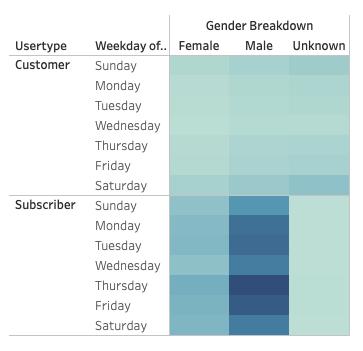 Gender Breakdown
Usertype Weekday of.. Female Male Unknown
Customer Sunday
Monday
Tuesday
Wednesday
Thursday
Friday
Saturday
Subscriber Sunday
Monday
Tuesday
Wednesday
Thursday
Friday
Saturday